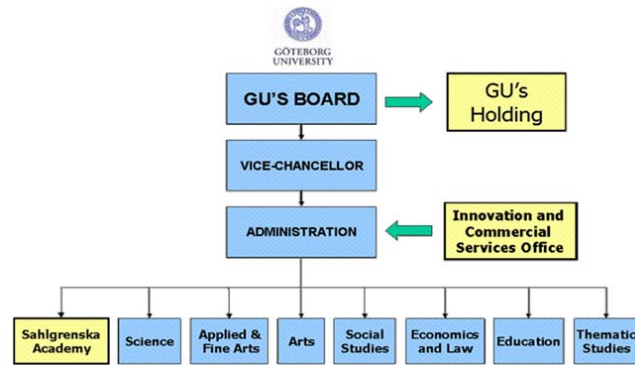 GÖTEBORG
UNIVERSITY
GU'S BOARD
GU's
Holding
VICE-CHANCELLOR
ADMINISTRATION
Innovation and
Commercial
Services Office
Sahlgrenska
Academy
Science
Applied &
Fine Arts
Arts
Social
Studies
Economics
and Law
Education
Thematic
Studies